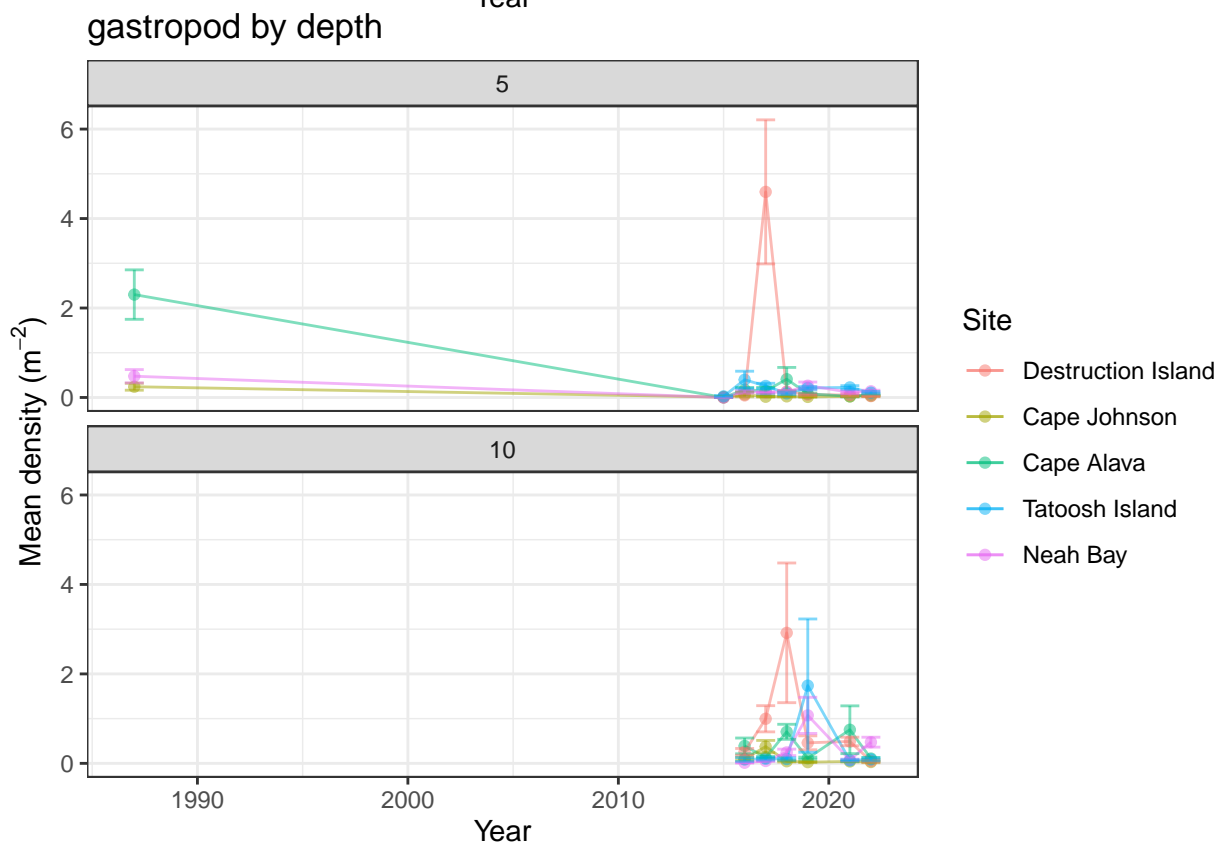 Year
gastropod by depth
5
6
4
2
0
10
6
4
2
0
1990 2000 2010 2020
Year
Mean density (m⁻²)
Site
Destruction Island
Cape Johnson
Cape Alava
Tatoosh Island
Neah Bay